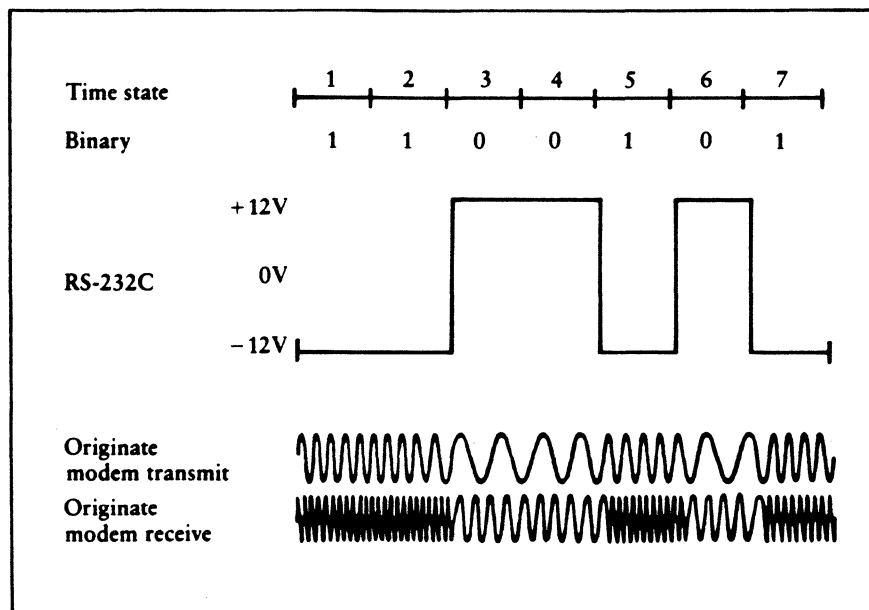 Time state 1 2 3 4 5 6 7
Binary 1 1 0 0 1 0 1
+12V
RS-232C 0V
−12V
Originate
modem transmit
Originate
modem receive